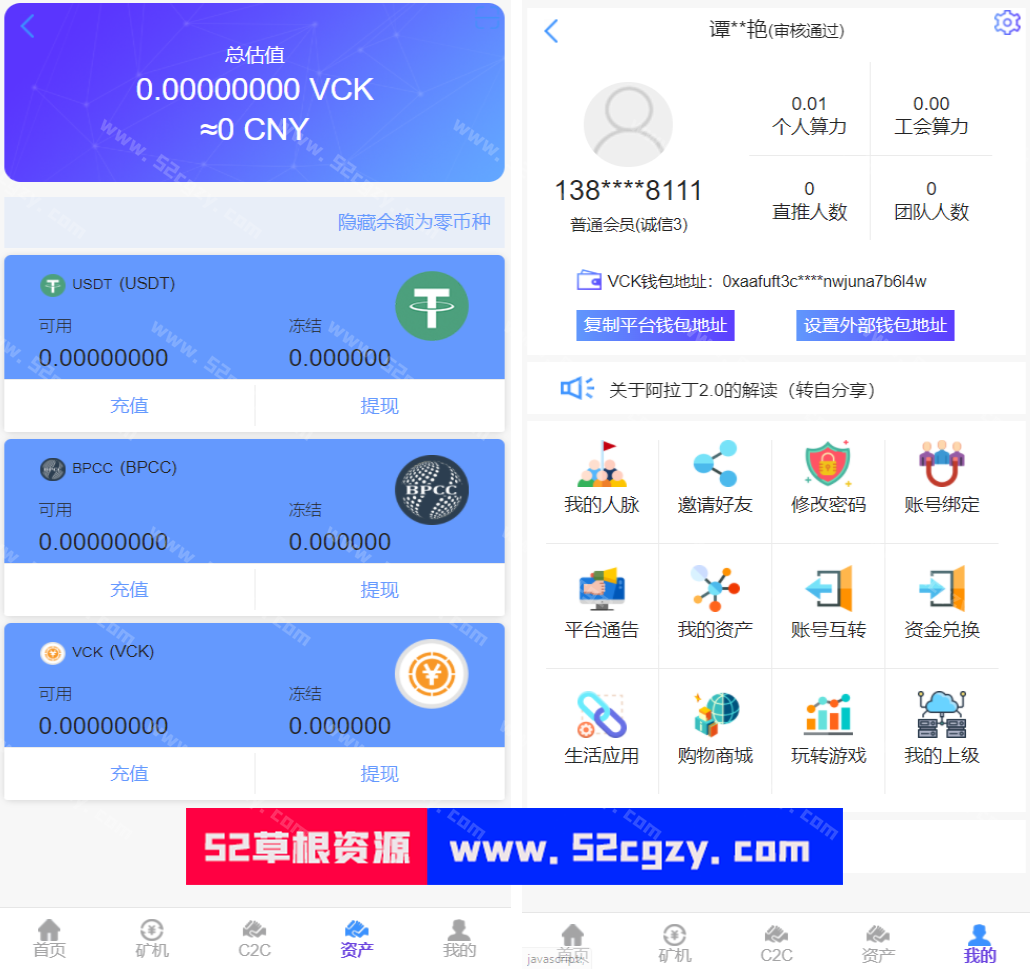 总估值
0.00000000 VCK
≈0 CNY
隐藏余额为零币种
USDT (USDT)
可用 冻结
0.00000000 0.000000
充值 提现
BPCC (BPCC)
BPCC
可用 冻结
0.00000000 0.000000
充值 提现
VCK (VCK)
可用 冻结
0.00000000 0.000000
充值 提现
首页 矿机 C2C 资产 我的
谭**艳(审核通过)
0.01 0.00
个人算力 工会算力
138****8111
普通会员(诚信3)
0 0
直推人数 团队人数
VCK钱包地址：0xaafuft3c****nwjuna7b6l4w
复制平台钱包地址 设置外部钱包地址
关于阿拉丁2.0的解读（转自分享）
我的人脉 邀请好友 修改密码 账号绑定
平台通告 我的资产 账号互转 资金兑换
生活应用 购物商城 玩转游戏 我的上级
52草根资源 www.52cgzy.com
首页 矿机 C2C 资产 我的
javascript:;